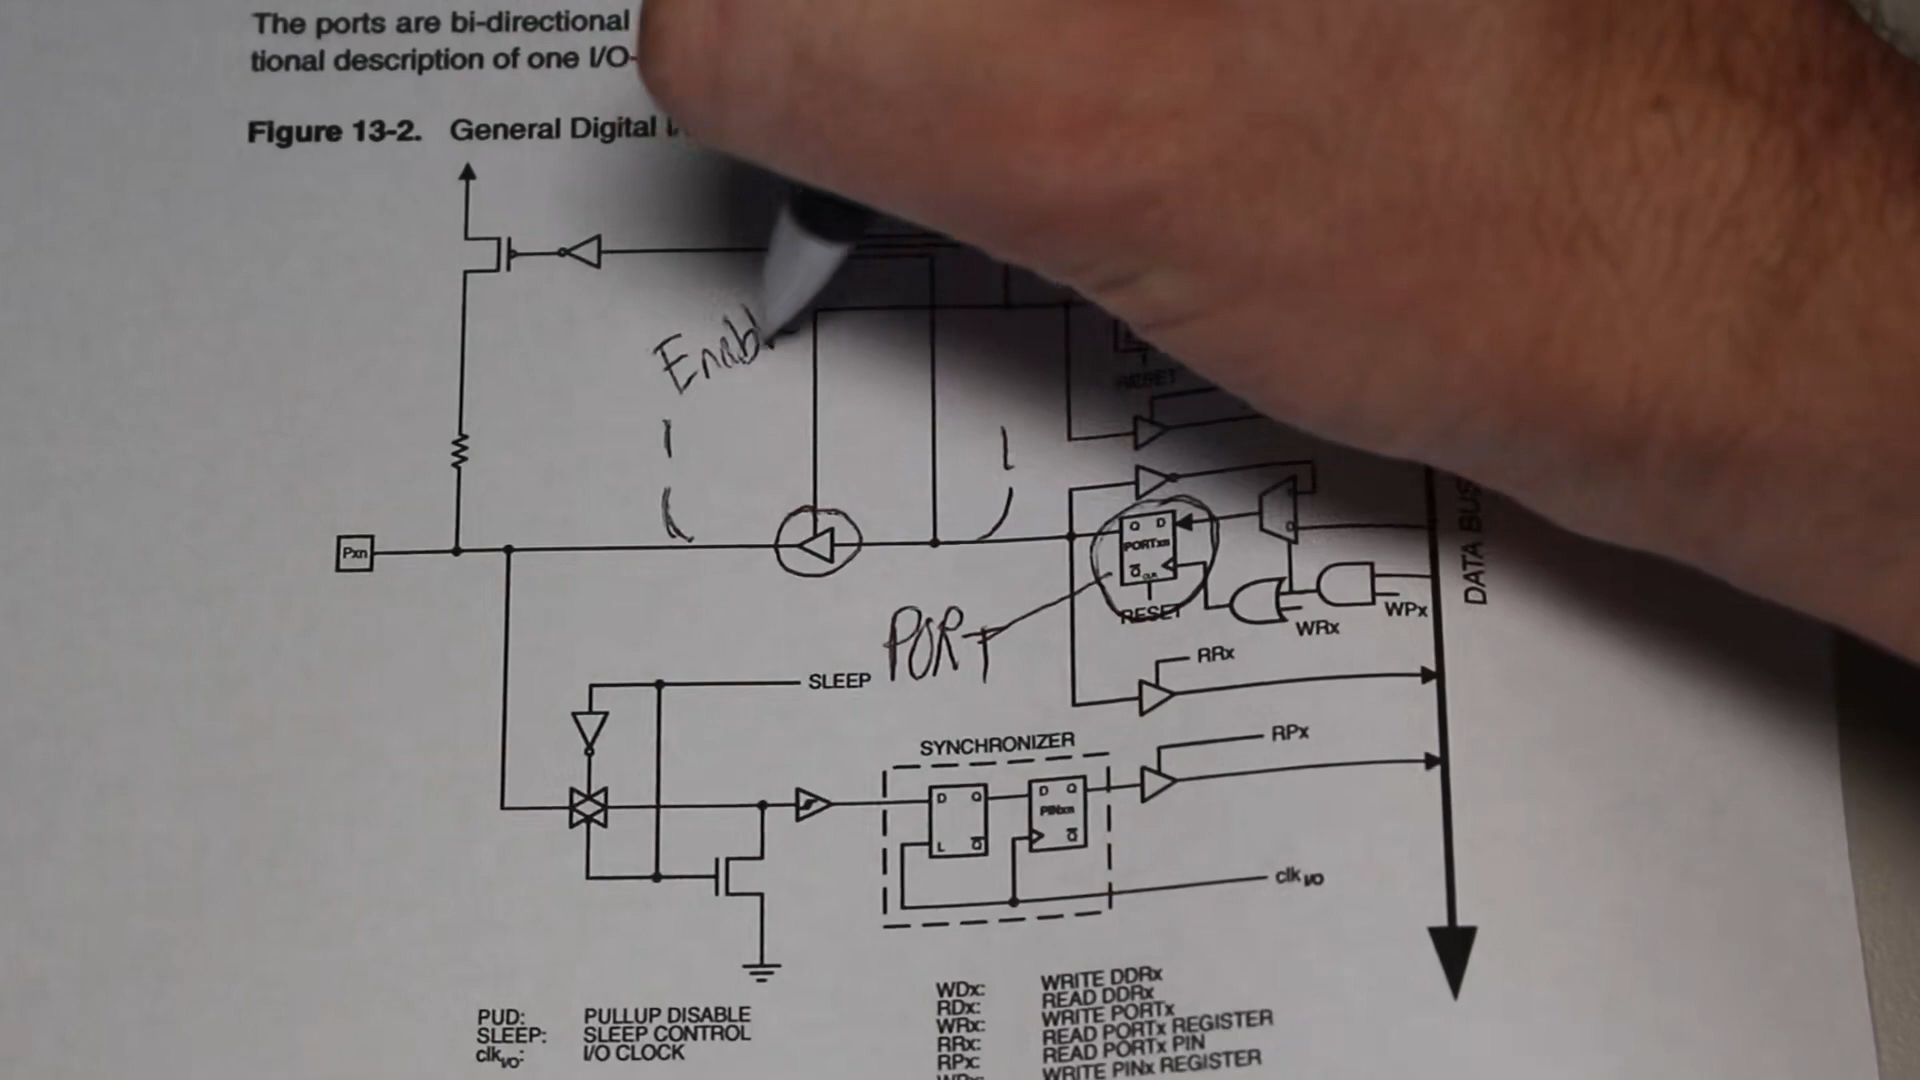 The ports are bi-directional
tional description of one I/O-
Figure 13-2. General Digital
Enabl
RESET
Pxn
Q D
PORTxn
Q̅ CLK
RESET
DATA BUS
WPx
WRx
PORT
RRx
SLEEP
SYNCHRONIZER
RPx
D Q
L Q̅
D Q
PINxn
Q̅
clk I/O
PUD: PULLUP DISABLE
SLEEP: SLEEP CONTROL
clkI/O: I/O CLOCK
WDx: WRITE DDRx
RDx: READ DDRx
WRx: WRITE PORTx
RRx: READ PORTx REGISTER
RPx: READ PORTx PIN
WRITE PINx REGISTER